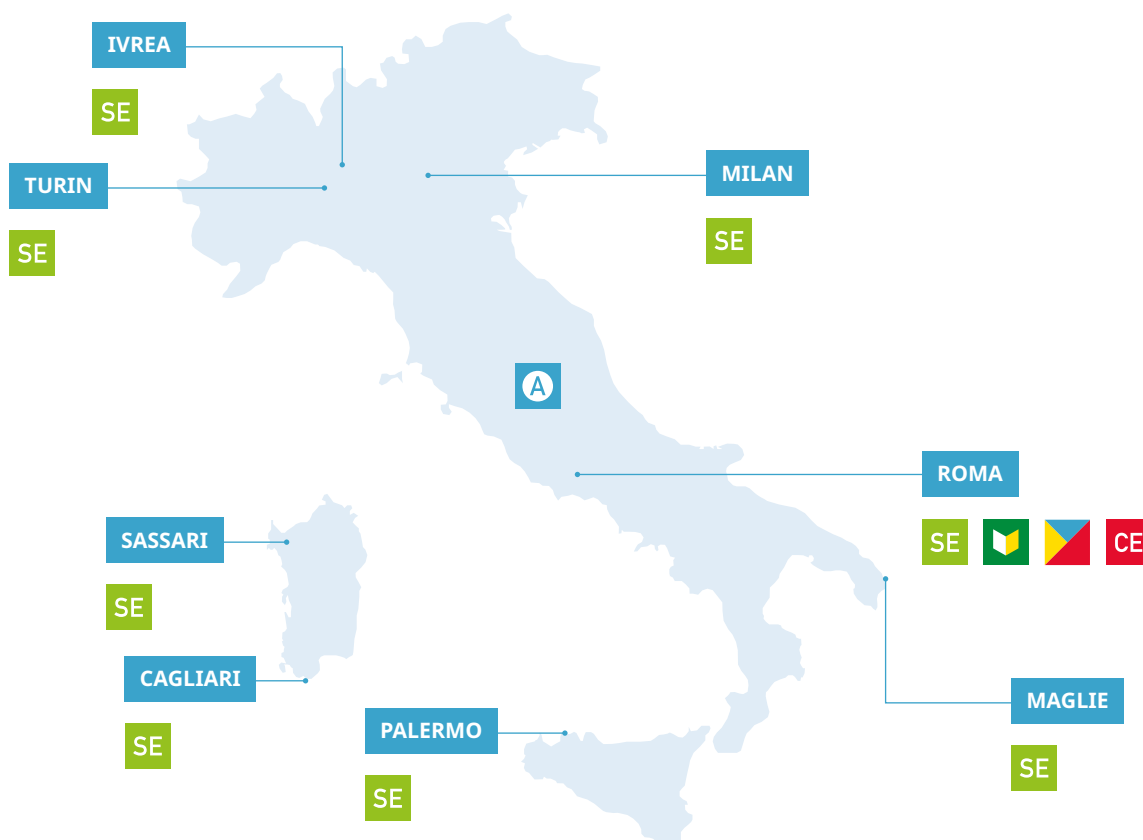 IVREA
SE
TURIN
SE
MILAN
SE
A
ROMA
SE
CE
SASSARI
SE
CAGLIARI
SE
PALERMO
SE
MAGLIE
SE